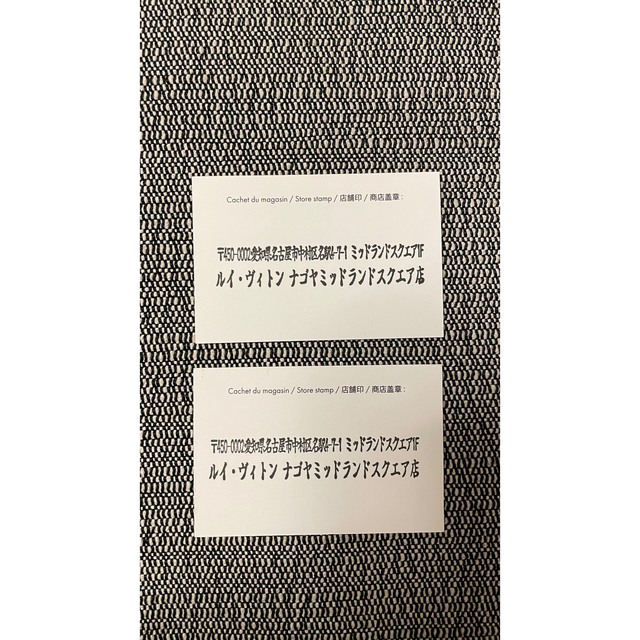 Cachet du magasin / Store stamp / 店舗印 / 商店盖章 :
〒450-0002愛知県名古屋市中村区名駅4-7-1 ミッドランドスクエア1F
ルイ・ヴィトン ナゴヤミッドランドスクエア店
Cachet du magasin / Store stamp / 店舗印 / 商店盖章 :
〒450-0002愛知県名古屋市中村区名駅4-7-1 ミッドランドスクエア1F
ルイ・ヴィトン ナゴヤミッドランドスクエア店